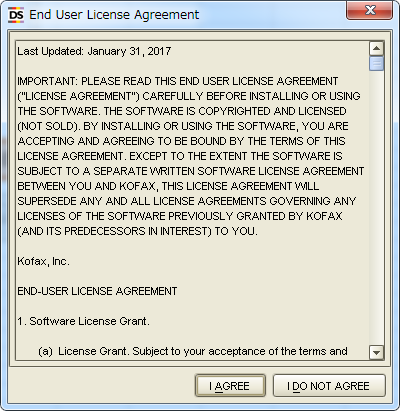 DS End User License Agreement
Last Updated: January 31, 2017
IMPORTANT: PLEASE READ THIS END USER LICENSE AGREEMENT
("LICENSE AGREEMENT") CAREFULLY BEFORE INSTALLING OR USING
THE SOFTWARE. THE SOFTWARE IS COPYRIGHTED AND LICENSED
(NOT SOLD). BY INSTALLING OR USING THE SOFTWARE, YOU ARE
ACCEPTING AND AGREEING TO BE BOUND BY THE TERMS OF THIS
LICENSE AGREEMENT. EXCEPT TO THE EXTENT THE SOFTWARE IS
SUBJECT TO A SEPARATE WRITTEN SOFTWARE LICENSE AGREEMENT
BETWEEN YOU AND KOFAX, THIS LICENSE AGREEMENT WILL
SUPERSEDE ANY AND ALL LICENSE AGREEMENTS GOVERNING ANY
LICENSES OF THE SOFTWARE PREVIOUSLY GRANTED BY KOFAX
(AND ITS PREDECESSORS IN INTEREST) TO YOU.
Kofax, Inc.
END-USER LICENSE AGREEMENT
1. Software License Grant.
(a) License Grant. Subject to your acceptance of the terms and
I AGREE
I DO NOT AGREE